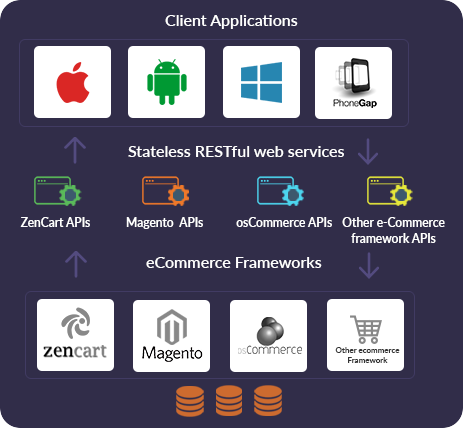 Client Applications
PhoneGap
Stateless RESTful web services
ZenCart APIs
Magento APIs
osCommerce APIs
Other e-Commerce
framework APIs
eCommerce Frameworks
zencart
Magento
osCommerce
Other ecommerce
Framework